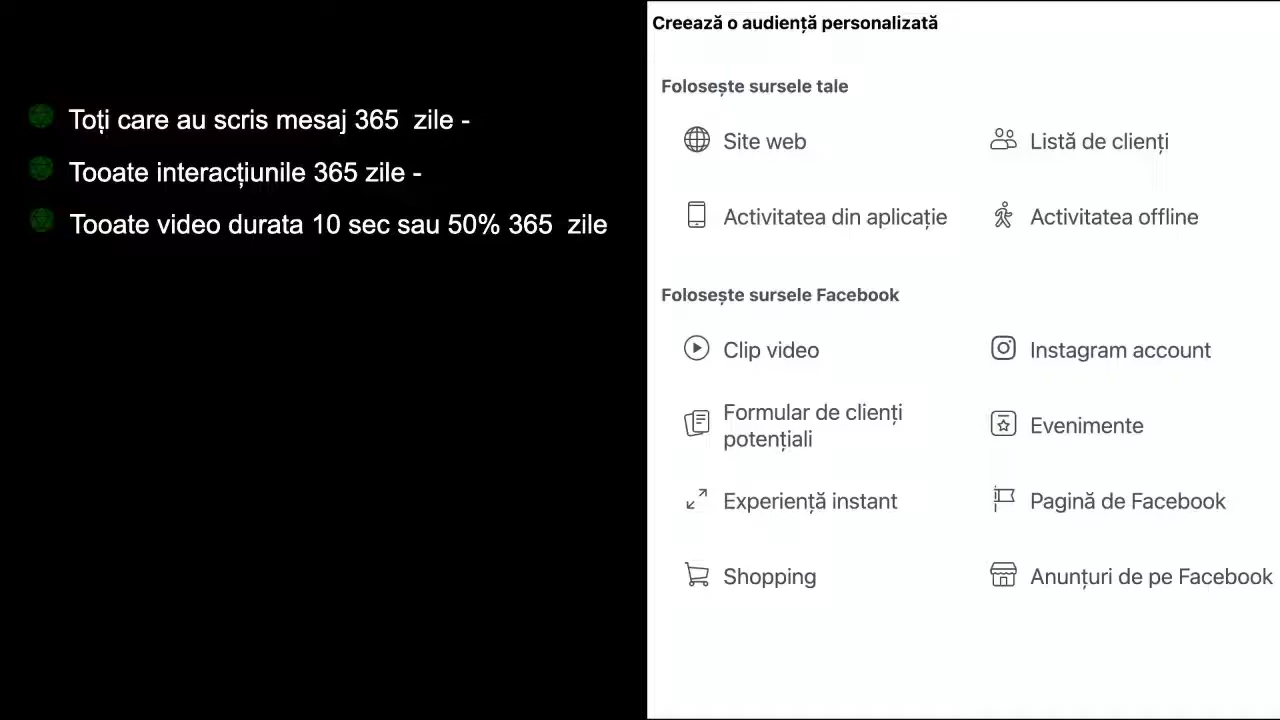 Toți care au scris mesaj 365 zile -
Tooate interacțiunile 365 zile -
Tooate video durata 10 sec sau 50% 365 zile
Creează o audiență personalizată
Folosește sursele tale
Site web
Listă de clienți
Activitatea din aplicație
Activitatea offline
Folosește sursele Facebook
Clip video
Instagram account
Formular de clienți
potențiali
Evenimente
Experiență instant
Pagină de Facebook
Shopping
Anunțuri de pe Facebook